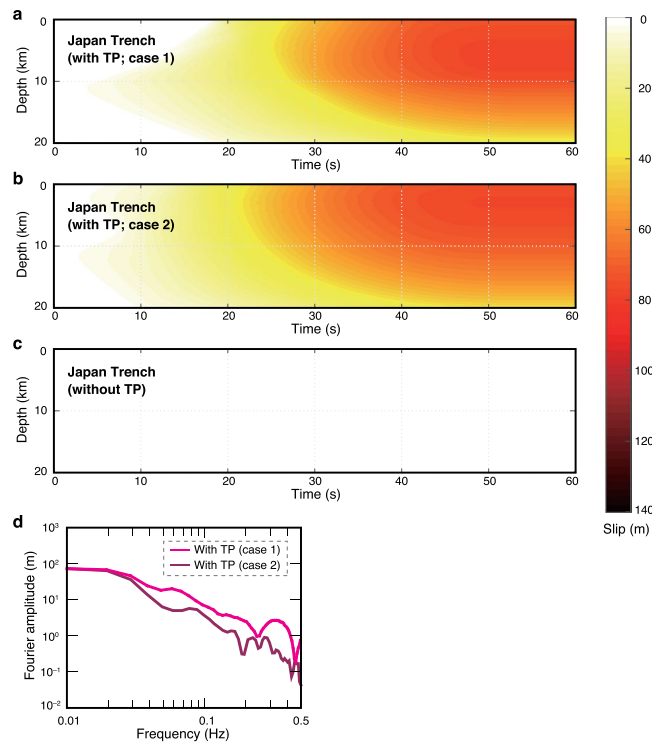 a
Japan Trench
(with TP; case 1)
Depth (km)
0
10
20
0 10 20 30 40 50 60
Time (s)
b
Japan Trench
(with TP; case 2)
Depth (km)
0
10
20
0 10 20 30 40 50 60
Time (s)
c
Japan Trench
(without TP)
Depth (km)
0
10
20
0 10 20 30 40 50 60
Time (s)
0
20
40
60
80
100
120
140
Slip (m)
d
With TP (case 1)
With TP (case 2)
Fourier amplitude (m)
10³
10²
10¹
10⁰
10⁻¹
10⁻²
0.01 0.1 0.5
Frequency (Hz)